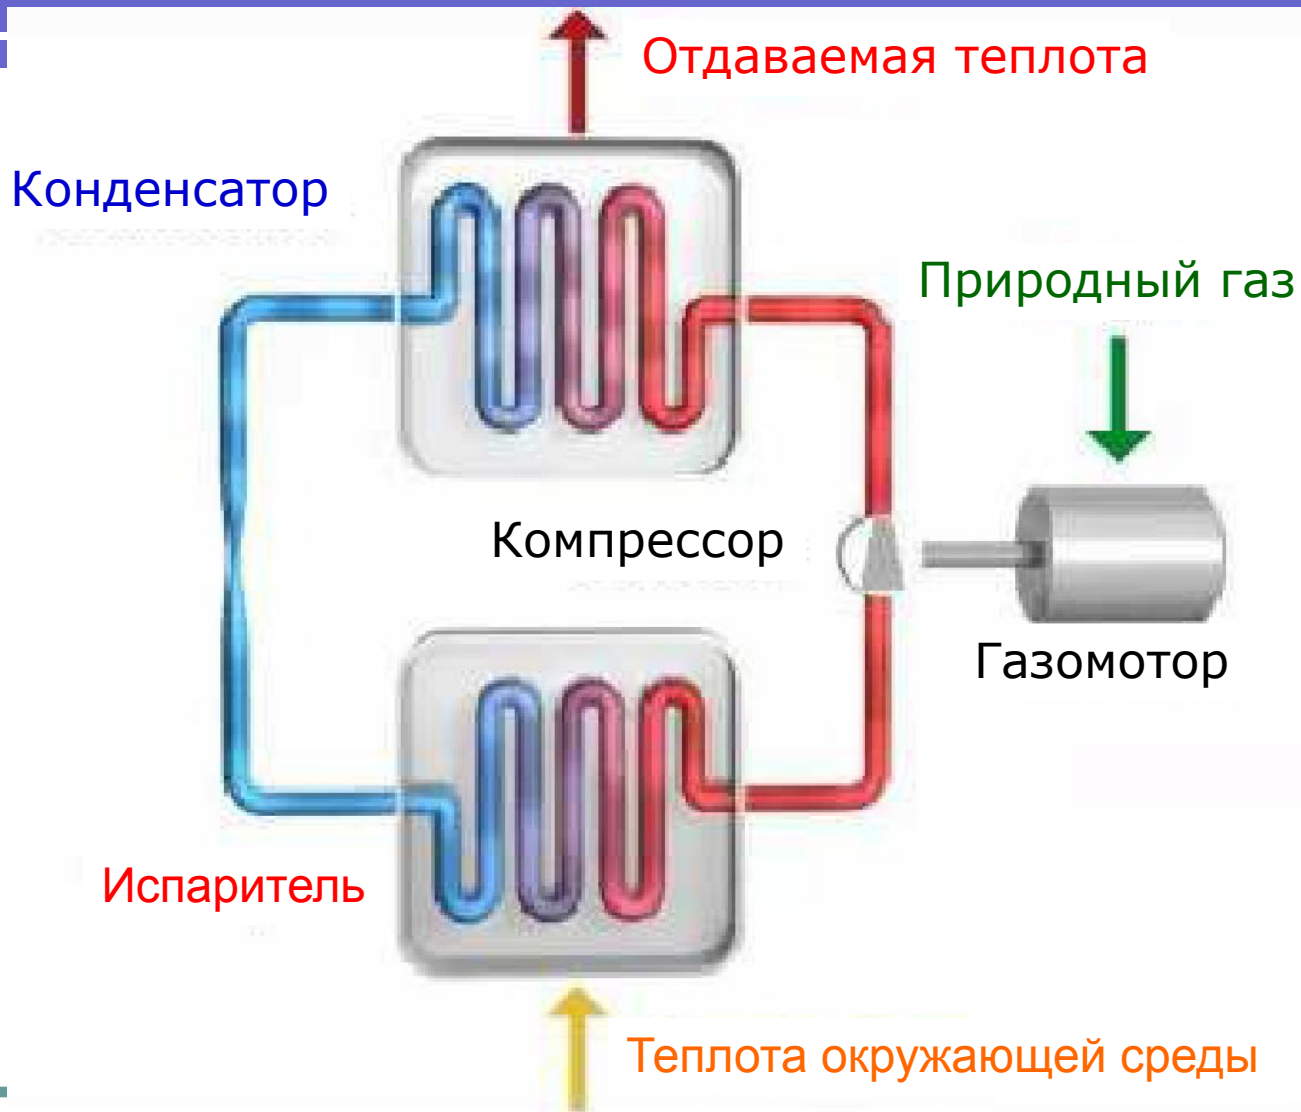 Отдаваемая теплота
Конденсатор
Природный газ
Компрессор
Газомотор
Испаритель
Теплота окружающей среды